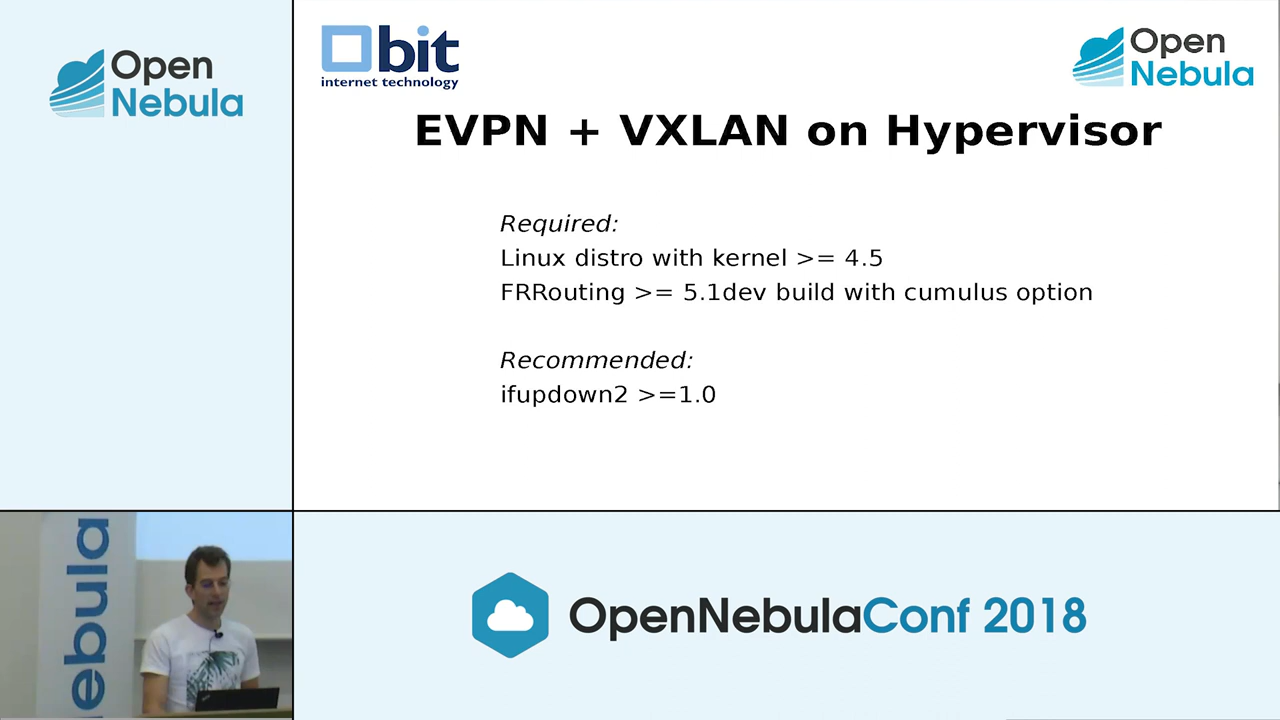 Open
Nebula
bit
internet technology
Open
Nebula
EVPN + VXLAN on Hypervisor
Required:
Linux distro with kernel >= 4.5
FRRouting >= 5.1dev build with cumulus option
Recommended:
ifupdown2 >=1.0
ebula
OpenNebulaConf 2018